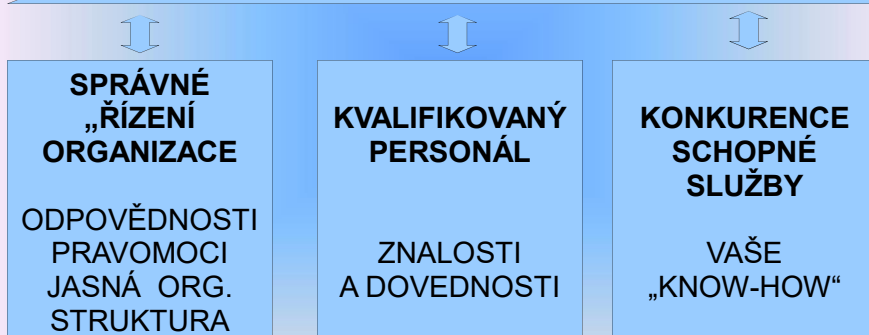 SPRÁVNÉ
„ŘÍZENÍ
ORGANIZACE
ODPOVĚDNOSTI
PRAVOMOCI
JASNÁ ORG.
STRUKTURA
KVALIFIKOVANÝ
PERSONÁL
ZNALOSTI
A DOVEDNOSTI
KONKURENCE
SCHOPNÉ
SLUŽBY
VAŠE
„KNOW-HOW“